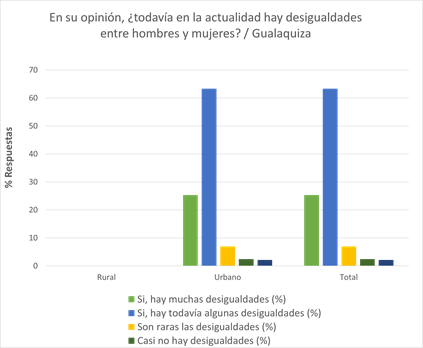 En su opinión, ¿todavía en la actualidad hay desigualdades
entre hombres y mujeres? / Gualaquiza
70
60
50
40
30
20
10
0
% Respuestas
Rural
Urbano
Total
Si, hay muchas desigualdades (%)
Si, hay todavía algunas desigualdades (%)
Son raras las desigualdades (%)
Casi no hay desigualdades (%)